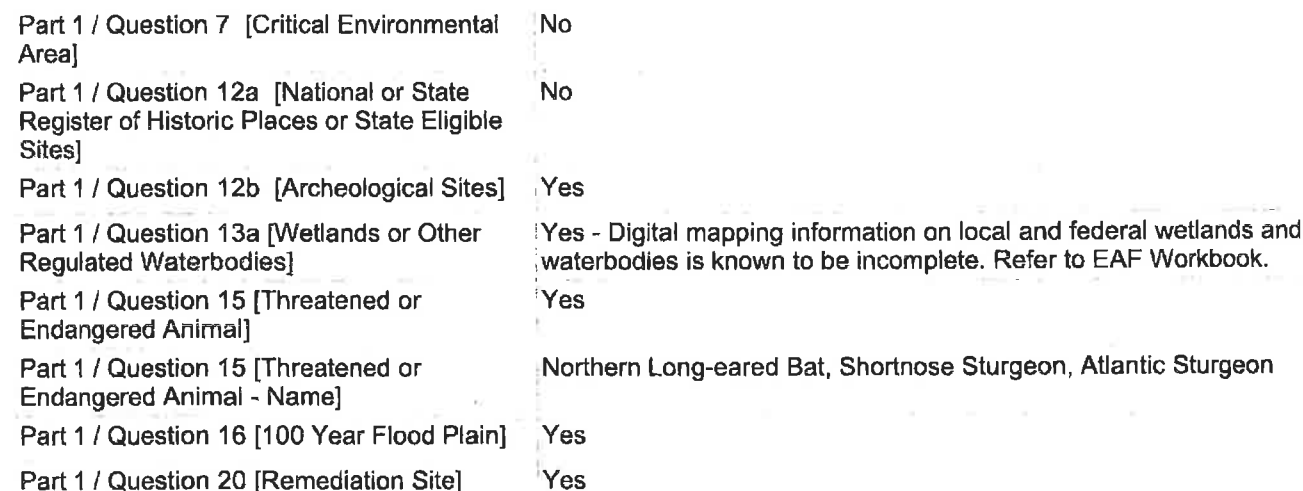 Part 1 / Question 7 [Critical Environmental Area] No
Part 1 / Question 12a [National or State Register of Historic Places or State Eligible Sites] No
Part 1 / Question 12b [Archeological Sites] Yes
Part 1 / Question 13a [Wetlands or Other Regulated Waterbodies] Yes - Digital mapping information on local and federal wetlands and waterbodies is known to be incomplete. Refer to EAF Workbook.
Part 1 / Question 15 [Threatened or Endangered Animal] Yes
Part 1 / Question 15 [Threatened or Endangered Animal - Name] Northern Long-eared Bat, Shortnose Sturgeon, Atlantic Sturgeon
Part 1 / Question 16 [100 Year Flood Plain] Yes
Part 1 / Question 20 [Remediation Site] Yes